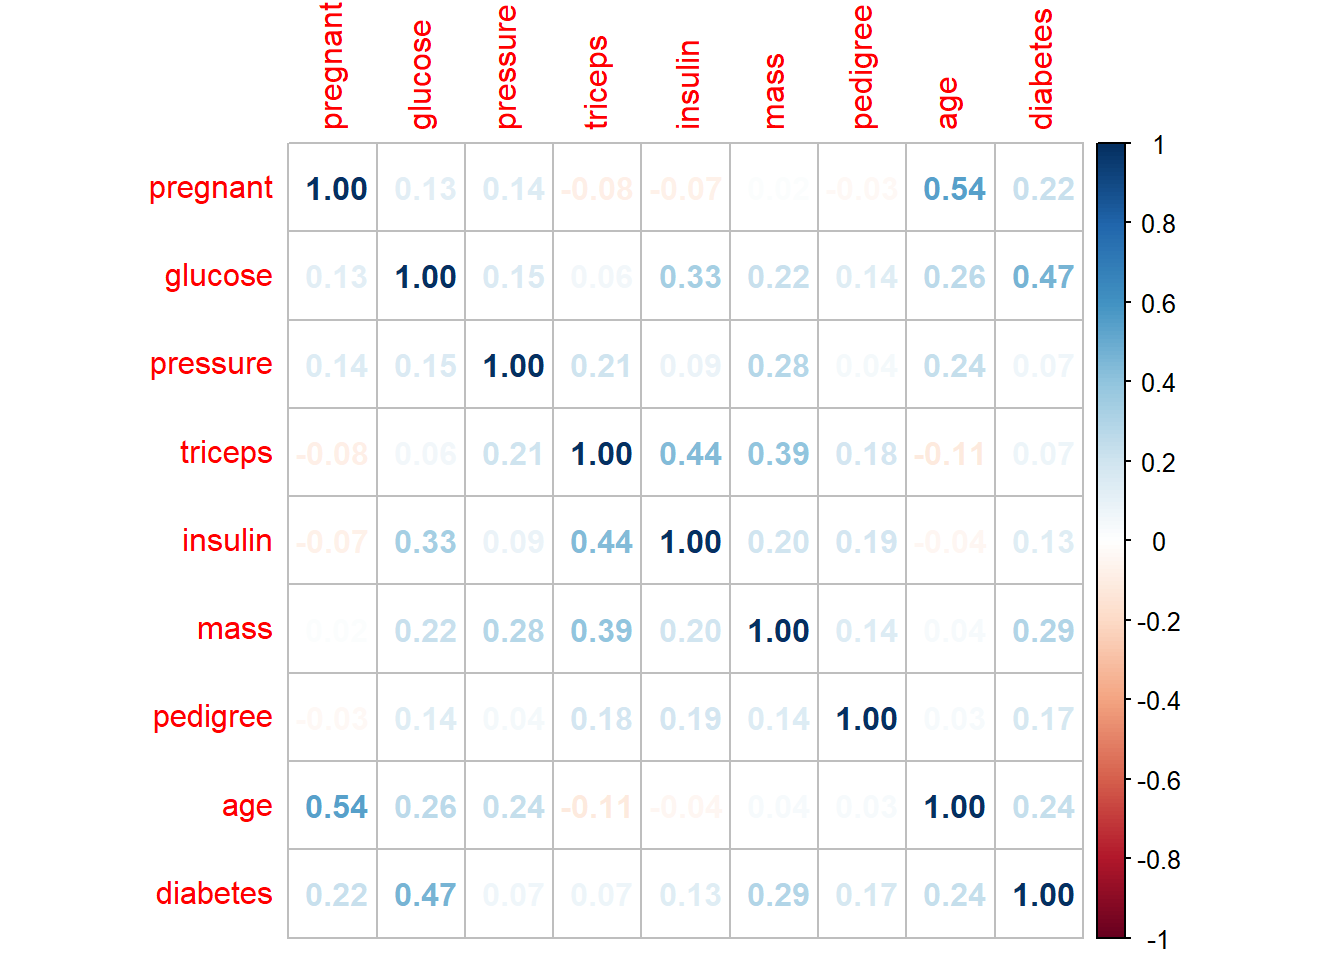 pregnant glucose pressure triceps insulin mass pedigree age diabetes
pregnant 1.00 0.13 0.14 -0.08 -0.07 0.02 -0.03 0.54 0.22
glucose 0.13 1.00 0.15 0.06 0.33 0.22 0.14 0.26 0.47
pressure 0.14 0.15 1.00 0.21 0.09 0.28 0.04 0.24 0.07
triceps -0.08 0.06 0.21 1.00 0.44 0.39 0.18 -0.11 0.07
insulin -0.07 0.33 0.09 0.44 1.00 0.20 0.19 -0.04 0.13
mass 0.02 0.22 0.28 0.39 0.20 1.00 0.14 0.04 0.29
pedigree -0.03 0.14 0.04 0.18 0.19 0.14 1.00 0.03 0.17
age 0.54 0.26 0.24 -0.11 -0.04 0.04 0.03 1.00 0.24
diabetes 0.22 0.47 0.07 0.07 0.13 0.29 0.17 0.24 1.00
1
0.8
0.6
0.4
0.2
0
-0.2
-0.4
-0.6
-0.8
-1